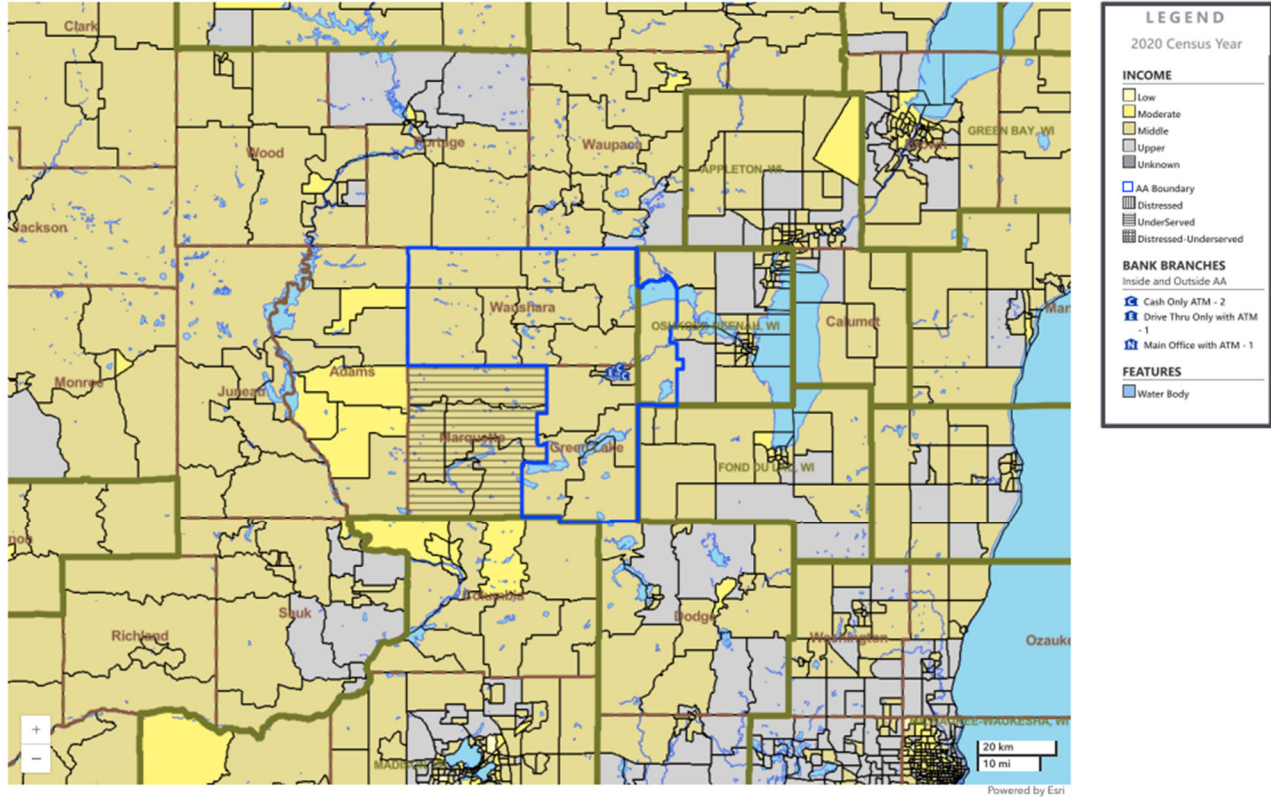 Clark
Wood
Portage
Waupaca
GREEN BAY, WI
APPLETON, WI
Jackson
Waushara
OSHKOSH-NEENAH, WI
Calumet
Monroe
Juneau
Adams
Marquette
Green Lake
FOND DU LAC, WI
Sauk
Columbia
Dodge
Richland
Washington
MILWAUKEE-WAUKESHA, WI
MADISON
+
−
20 km
10 mi
Powered by Esri
LEGEND
2020 Census Year
INCOME
Low
Moderate
Middle
Upper
Unknown
AA Boundary
Distressed
UnderServed
Distressed-Underserved
BANK BRANCHES
Inside and Outside AA
C Cash Only ATM - 2
E Drive Thru Only with ATM
- 1
N Main Office with ATM - 1
FEATURES
Water Body